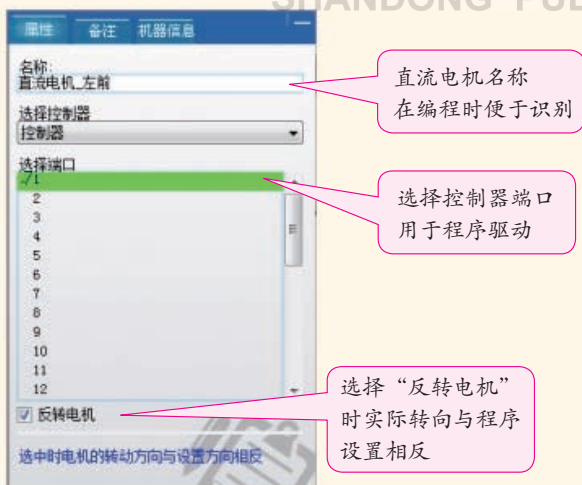 SHANDONG PUB
属性 备注 机器信息
名称:
直流电机_左前
选择控制器
控制器
选择端口
√1
2
3
4
5
6
7
8
9
10
11
12
反转电机
选中时电机的转动方向与设置方向相反
直流电机名称
在编程时便于识别
选择控制器端口
用于程序驱动
选择“反转电机”
时实际转向与程序
设置相反